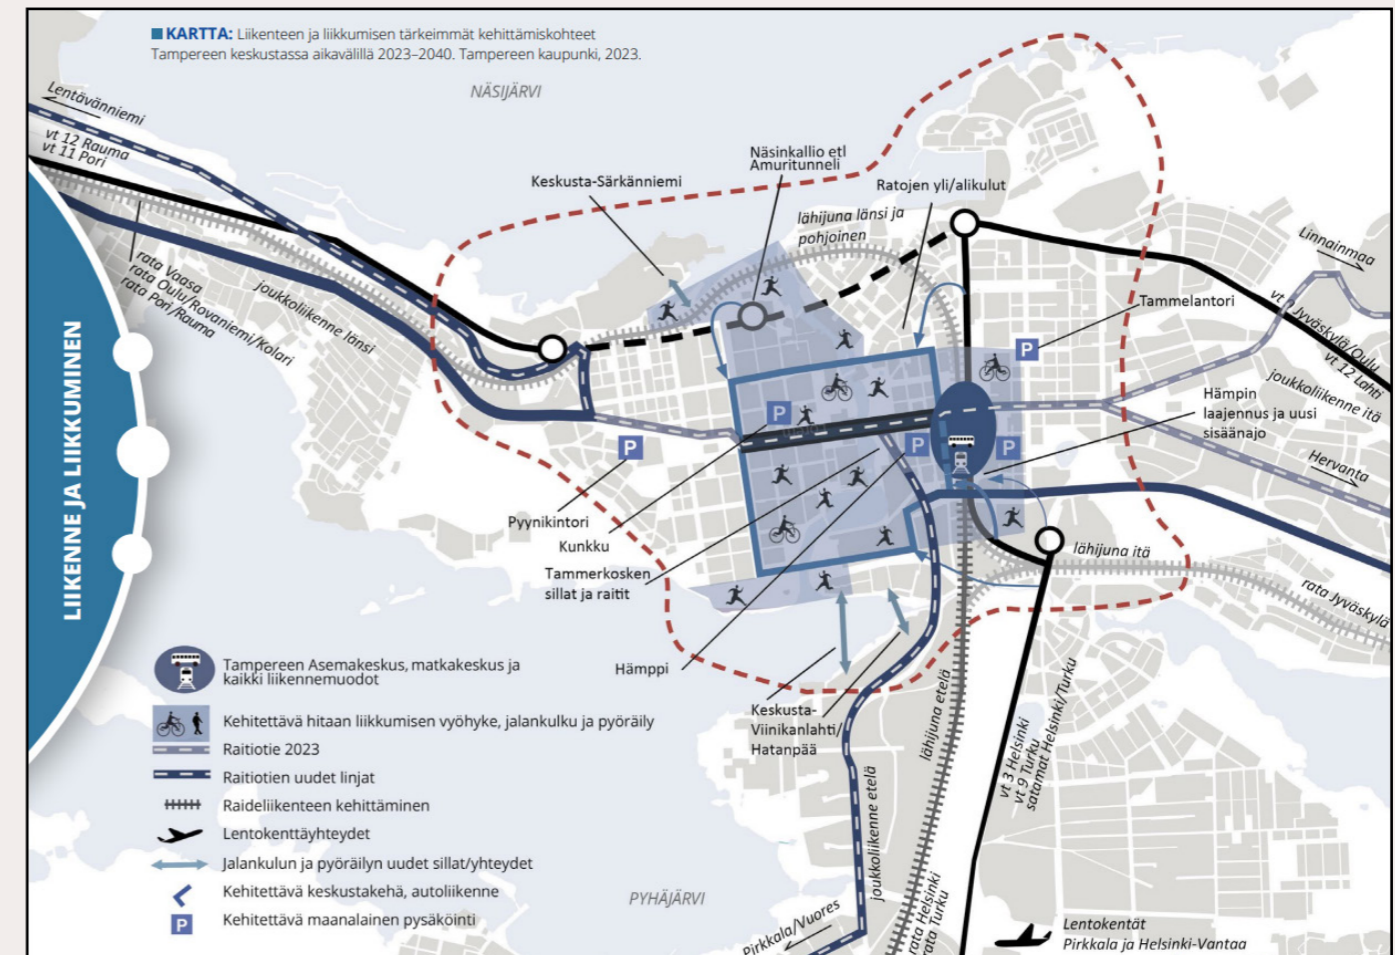 KARTTA: Liikenteen ja liikkumisen tärkeimmät kehittämiskohteet
Tampereen keskustassa aikavälillä 2023–2040. Tampereen kaupunki, 2023.
NÄSIJÄRVI
Lentävänniemi
vt 12 Rauma
vt 11 Pori
Näsinkallio etl
Amuritunneli
Keskusta-Särkänniemi
Ratojen yli/alikulut
lähijuna länsi ja
pohjoinen
Linnainmaa
rata Vaasa
rata Oulu/Rovaniemi/Kolari
rata Pori/Rauma
joukkoliikenne länsi
Tammelantori
vt 9 Jyväskylä/Oulu
vt 12 Lahti
joukkoliikenne itä
Hämpin
laajennus ja uusi
sisäänajo
P
P
P
P
P
Hervanta
LIIKENNE JA LIIKKUMINEN
Pyynikintori
Kunkku
Tammerkosken
sillat ja raitit
lähijuna itä
rata Jyväskylä
Hämppi
Keskusta-
Viinikanlahti/
Hatanpää
lähijuna etelä
joukkoliikenne etelä
vt 3 Helsinki
vt 9 Turku
satamat Helsinki/Turku
Tampereen Asemakeskus, matkakeskus ja
kaikki liikennemuodot
Kehitettävä hitaan liikkumisen vyöhyke, jalankulku ja pyöräily
Raitiotie 2023
Raitiotien uudet linjat
Raideliikenteen kehittäminen
Lentokenttäyhteydet
Jalankulun ja pyöräilyn uudet sillat/yhteydet
Kehitettävä keskustakehä, autoliikenne
P Kehitettävä maanalainen pysäköinti
PYHÄJÄRVI
Pirkkala/Vuores
rata Helsinki
rata Turku
Lentokentät
Pirkkala ja Helsinki-Vantaa